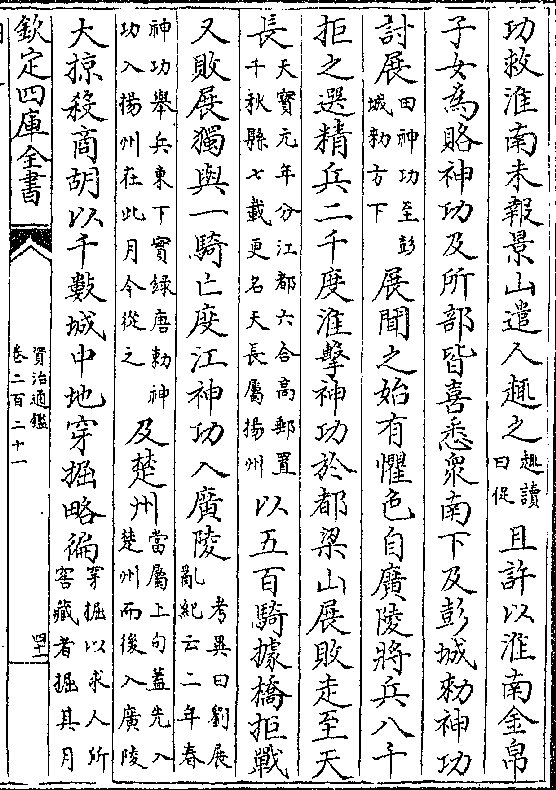 功救淮南未報景山遣人趣之趣讀曰促且許以淮南金帛
子女為賂神功及所部皆喜悉衆南下及彭城敕神功
討展田神功至彭城敕方下展聞之始有懼色自廣陵將兵八千
拒之選精兵二千度淮擊神功於都梁山展敗走至天
長天寶元年分江都六合高郵置千秋縣七載更名天長屬揚州以五百騎據橋拒戰
又敗展獨與一騎亡度江神功入廣陵考異曰劉展亂紀云二年春
神功舉兵東下實録唐勅神功入揚州在此月今從之及楚州當屬上句蓋先入楚州而後入廣陵
大掠殺商胡以千數城中地穿掘略徧穿掘以求人所窖藏者掘其月
欽定四庫全書
資治通鑑
卷二百二十一
四十一